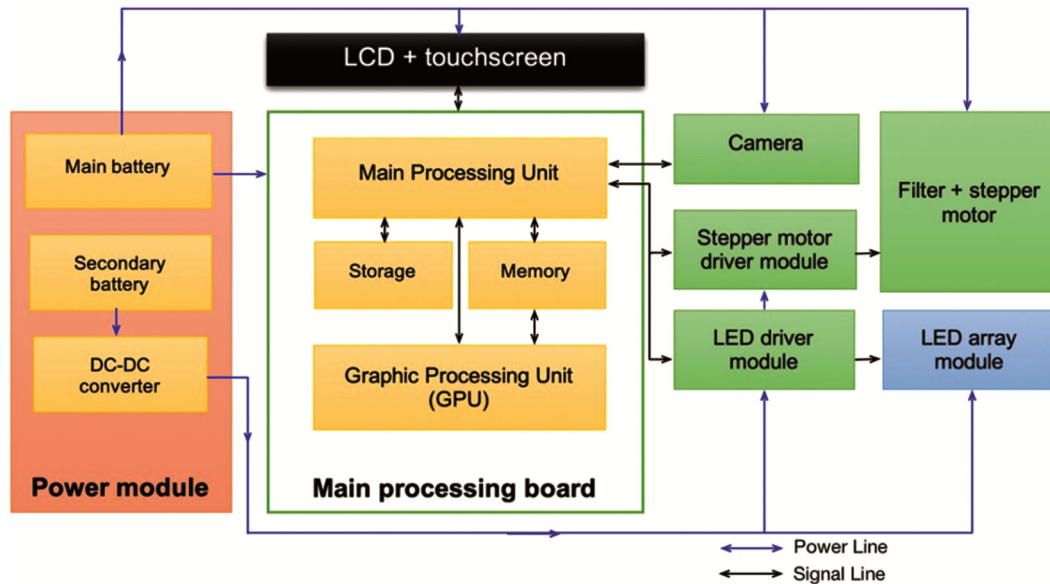 LCD + touchscreen
Main battery
Secondary
battery
DC-DC
converter
Power module
Main Processing Unit
Storage
Memory
Graphic Processing Unit
(GPU)
Main processing board
Camera
Filter + stepper
motor
Stepper motor
driver module
LED driver
module
LED array
module
Power Line
Signal Line